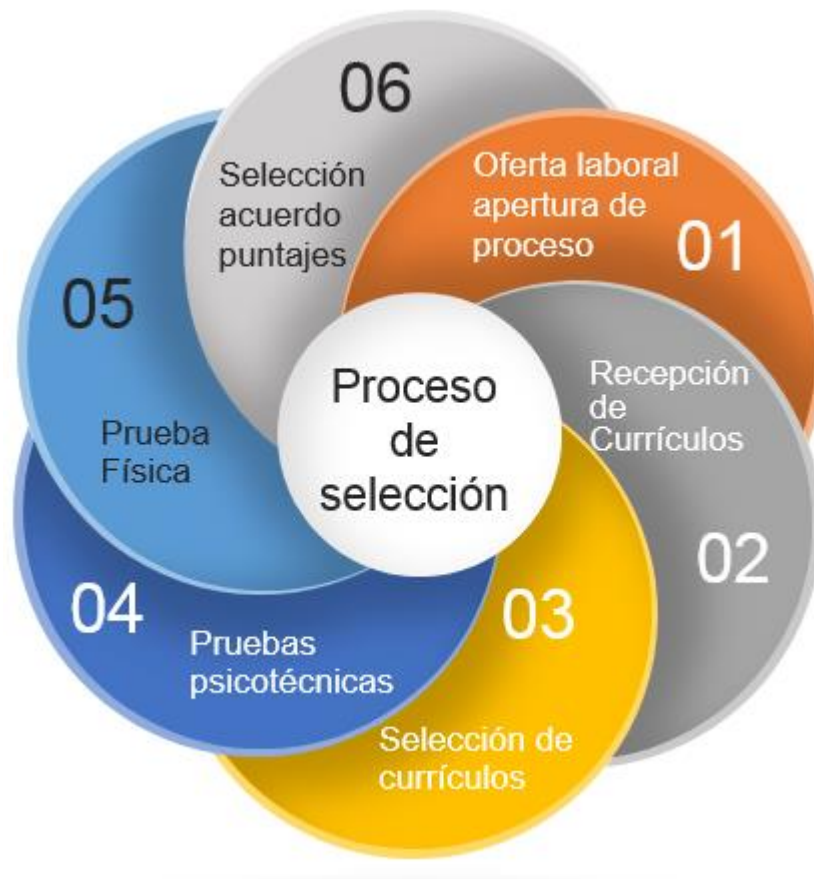 Proceso
de
selección
Oferta laboral
apertura de
proceso
01
Recepción
de
Currículos
02
03
Selección de
currículos
04
Pruebas
psicotécnicas
05
Prueba
Física
06
Selección
acuerdo
puntajes